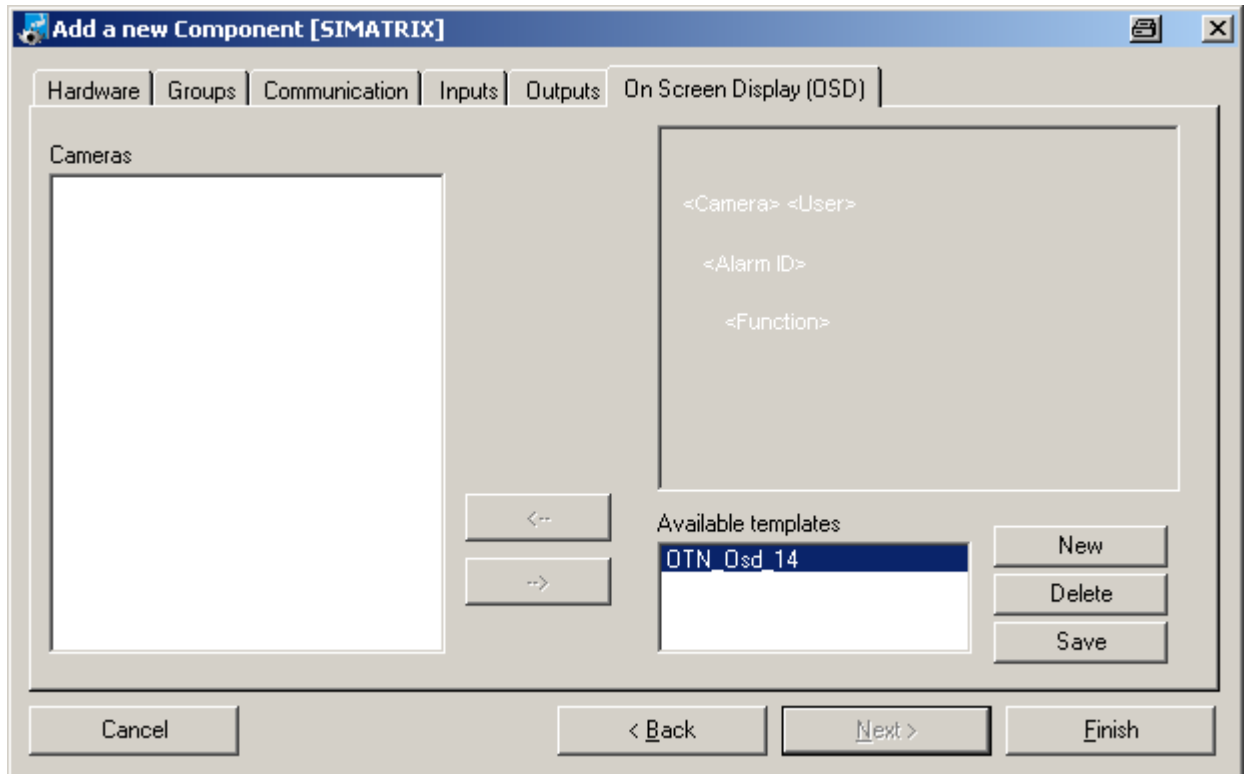 Add a new Component [SIMATRIX]
Hardware Groups Communication Inputs Outputs On Screen Display (OSD)
Cameras
<Camera> <User>
<Alarm ID>
<Function>
<--
-->
Available templates
OTN_Osd_14
New
Delete
Save
Cancel
< Back
Next >
Finish